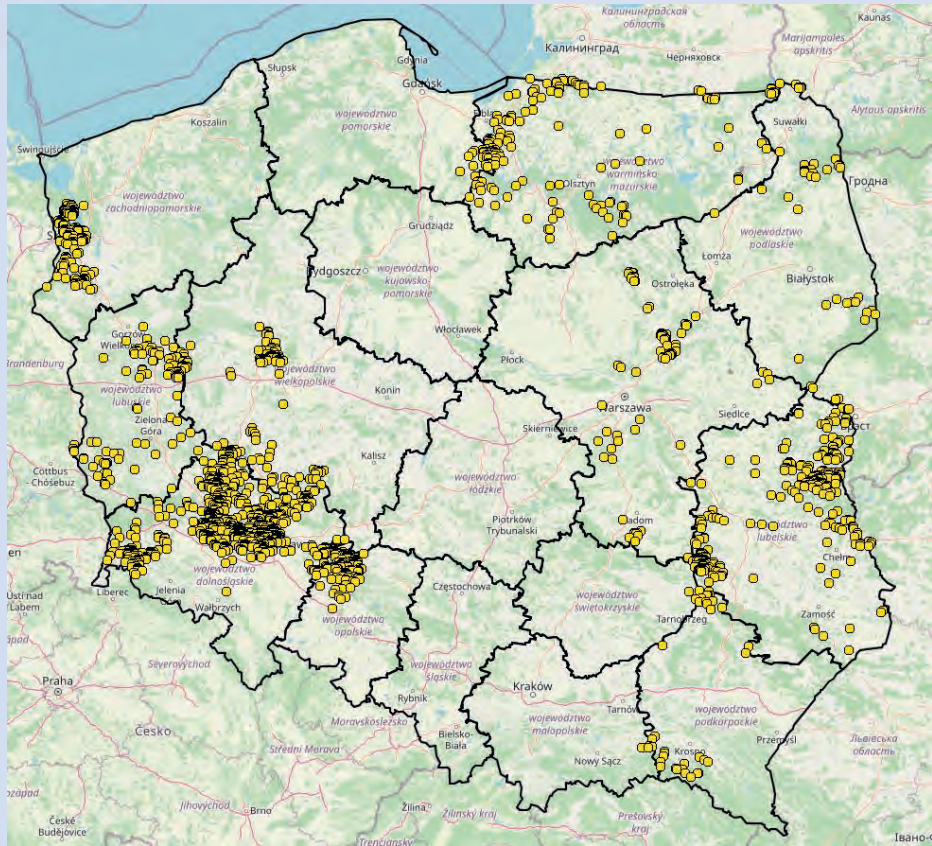 Калининградская
область
Kaunas
Marijampolės
apskritis
Калининград
Черняховск
Gdynia
Słupsk
Gdańsk
Alytaus apskritis
Suwałki
Koszalin
województwo
pomorskie
Świnoujście
Гродна
województwo
zachodniopomorskie
Olsztyn
województwo
warmińsko
mazurskie
Grudziądz
województwo
podlaskie
Łomża
Bydgoszcz
województwo
kujawsko-
pomorskie
Białystok
Ostrołęka
Gorzów
Wielkopolski
Włocławek
Płock
Brandenburg
województwo
wielkopolskie
Konin
województwo
lubuskie
Warszawa
Siedlce
Брэст
Zielona
Góra
Skierniewice
Kalisz
Cottbus
-
Chóśebuz
województwo
łódzkie
Piotrków
Trybunalski
Radom
województwo
lubelskie
Chełm
województwo
dolnośląskie
Jelenia
Liberec
Wałbrzych
Ústí nad
Labem
Częstochowa
województwo
świętokrzyskie
Zamość
województwo
opolskie
Tarnobrzeg
województwo
śląskie
Severovýchod
Praha
Kraków
Rybnik
Tarnów
województwo
podkarpackie
Česko
Moravskoslezsko
Bielsko-
Biała
województwo
małopolskie
Przemyśl
Львівська
область
Střední Morava
Nowy Sącz
Krosno
Jihozápad
Jihovýchod
Brno
Žilina
Žilinský kraj
Prešovský
kraj
České
Budějovice
Trenčiansky
Івано-Ф